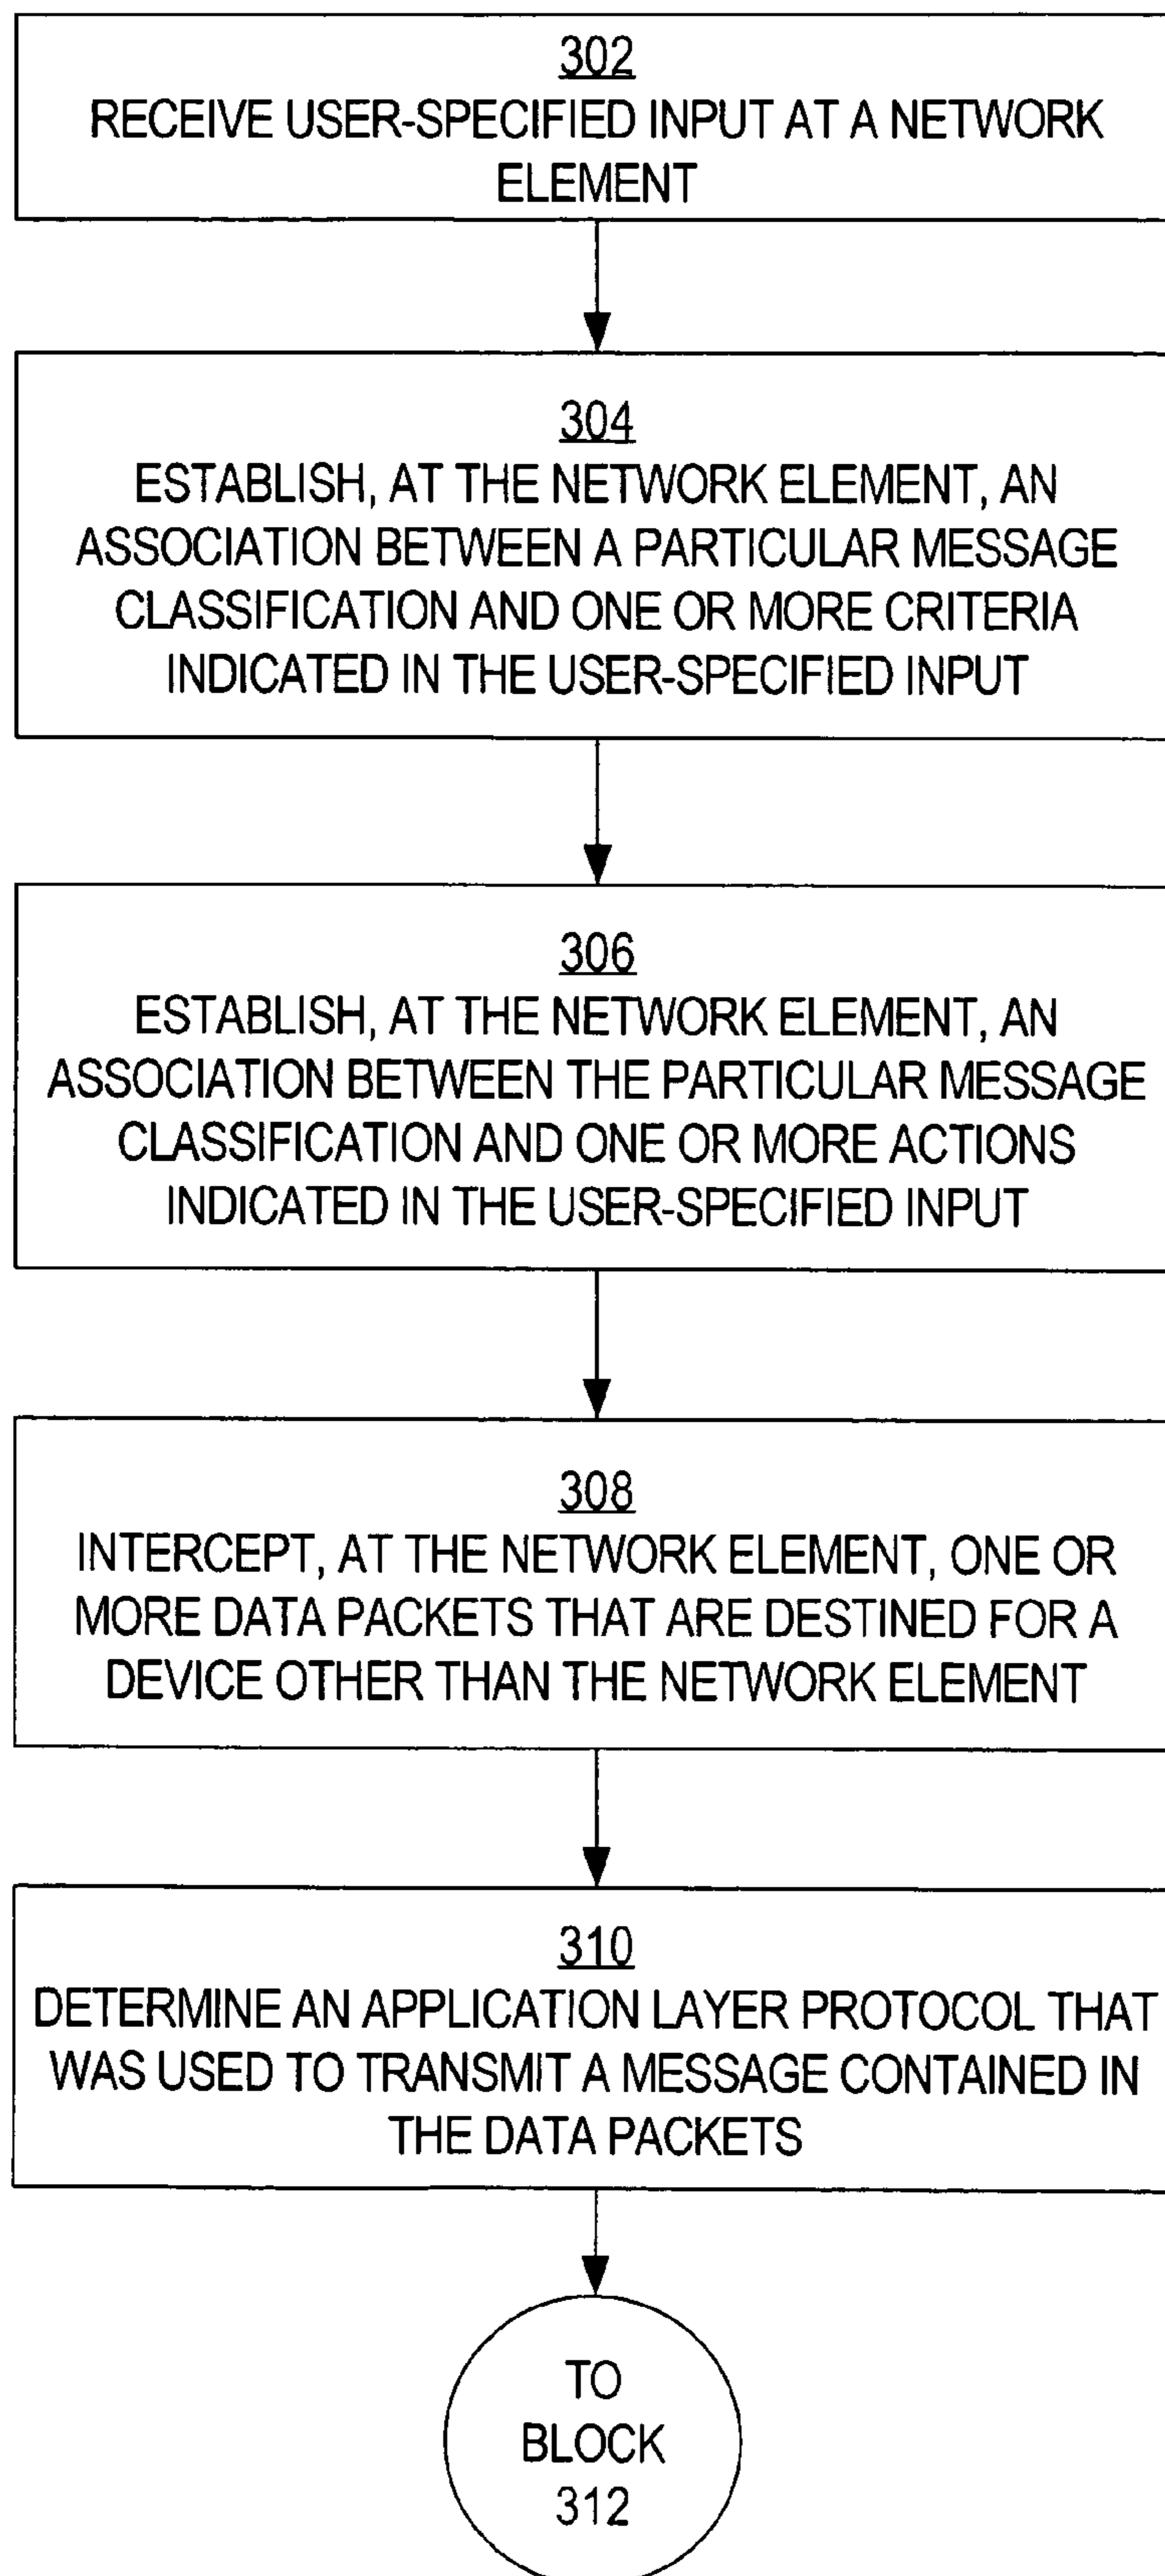 302
RECEIVE USER-SPECIFIED INPUT AT A NETWORK
ELEMENT
304
ESTABLISH, AT THE NETWORK ELEMENT, AN
ASSOCIATION BETWEEN A PARTICULAR MESSAGE
CLASSIFICATION AND ONE OR MORE CRITERIA
INDICATED IN THE USER-SPECIFIED INPUT
306
ESTABLISH, AT THE NETWORK ELEMENT, AN
ASSOCIATION BETWEEN THE PARTICULAR MESSAGE
CLASSIFICATION AND ONE OR MORE ACTIONS
INDICATED IN THE USER-SPECIFIED INPUT
308
INTERCEPT, AT THE NETWORK ELEMENT, ONE OR
MORE DATA PACKETS THAT ARE DESTINED FOR A
DEVICE OTHER THAN THE NETWORK ELEMENT
310
DETERMINE AN APPLICATION LAYER PROTOCOL THAT
WAS USED TO TRANSMIT A MESSAGE CONTAINED IN
THE DATA PACKETS
TO
BLOCK
312